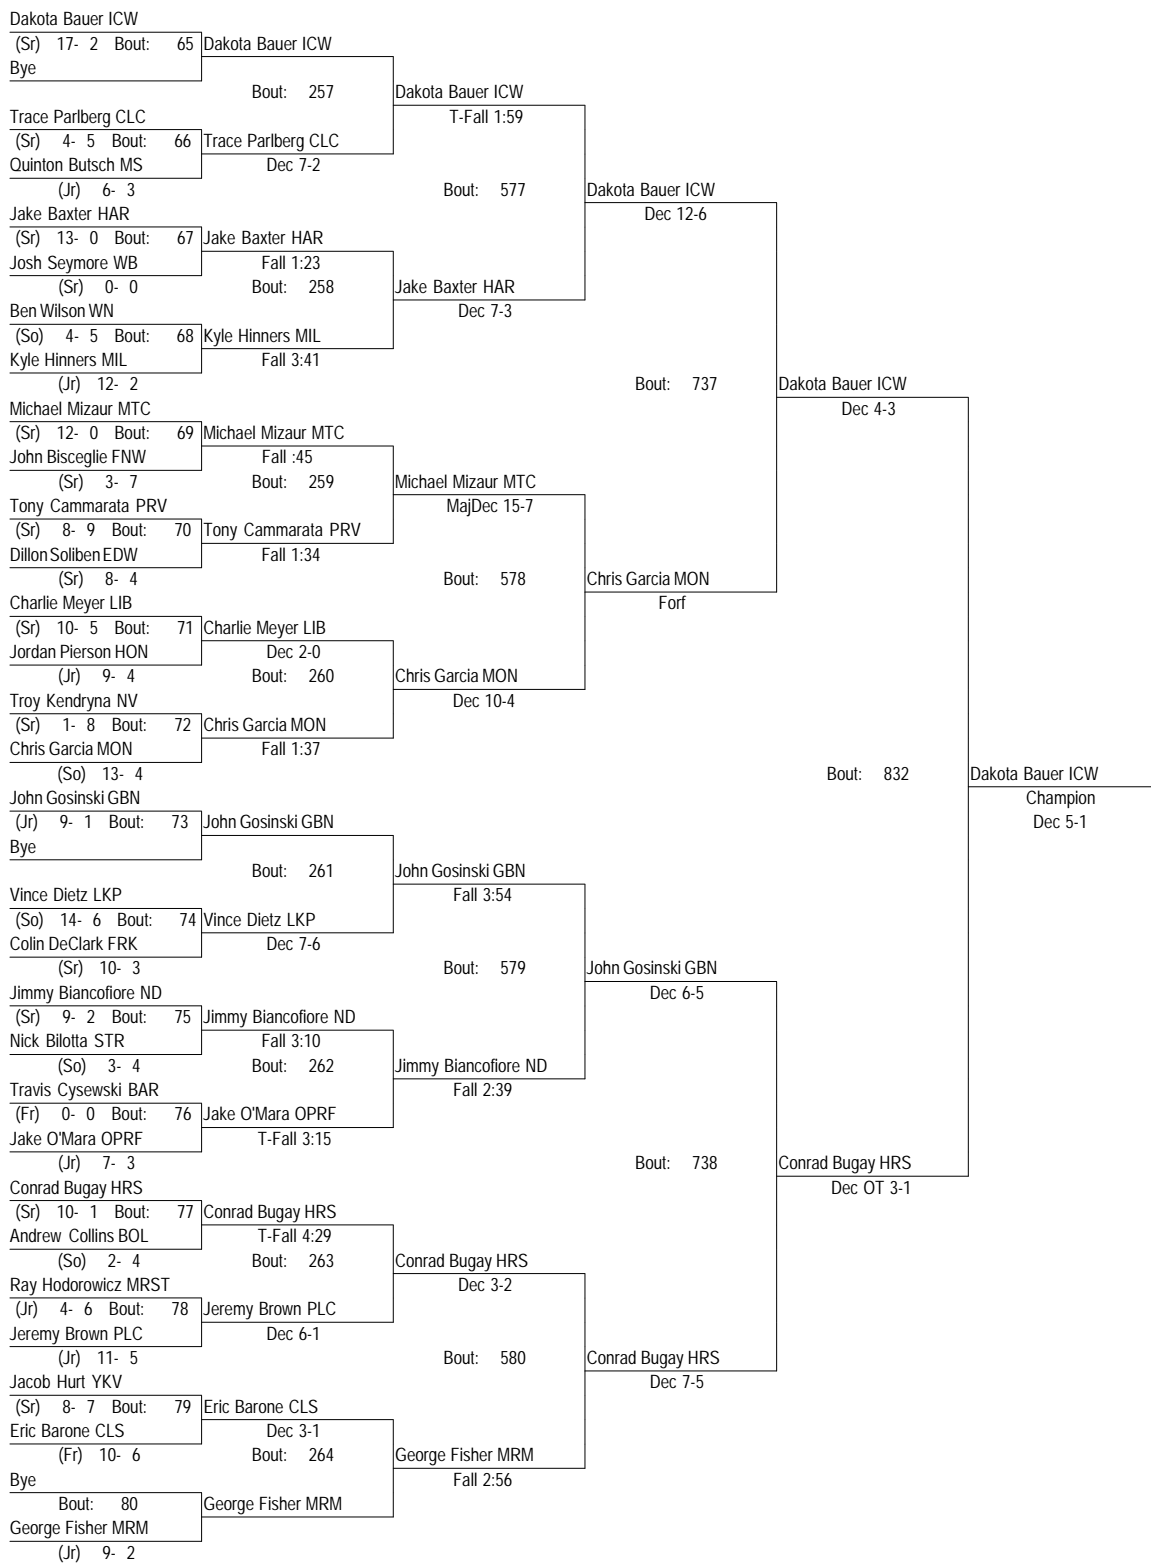 Dakota Bauer ICW
(Sr) 17- 2 Bout: 65 Dakota Bauer ICW
Bye
Bout: 257 Dakota Bauer ICW
Trace Parlberg CLC T-Fall 1:59
(Sr) 4- 5 Bout: 66 Trace Parlberg CLC
Quinton Butsch MS Dec 7-2
(Jr) 6- 3 Bout: 577 Dakota Bauer ICW
Jake Baxter HAR Dec 12-6
(Sr) 13- 0 Bout: 67 Jake Baxter HAR
Josh Seymore WB Fall 1:23
(Sr) 0- 0 Bout: 258 Jake Baxter HAR
Ben Wilson WN Dec 7-3
(So) 4- 5 Bout: 68 Kyle Hinners MIL
Kyle Hinners MIL Fall 3:41
(Jr) 12- 2 Bout: 737 Dakota Bauer ICW
Michael Mizaur MTC Dec 4-3
(Sr) 12- 0 Bout: 69 Michael Mizaur MTC
John Bisceglie FNW Fall :45
(Sr) 3- 7 Bout: 259 Michael Mizaur MTC
Tony Cammarata PRV MajDec 15-7
(Sr) 8- 9 Bout: 70 Tony Cammarata PRV
Dillon Soliben EDW Fall 1:34
(Sr) 8- 4 Bout: 578 Chris Garcia MON
Charlie Meyer LIB Forf
(Sr) 10- 5 Bout: 71 Charlie Meyer LIB
Jordan Pierson HON Dec 2-0
(Jr) 9- 4 Bout: 260 Chris Garcia MON
Troy Kendryna NV Dec 10-4
(Sr) 1- 8 Bout: 72 Chris Garcia MON
Chris Garcia MON Fall 1:37
(So) 13- 4 Bout: 832 Dakota Bauer ICW
John Gosinski GBN Champion
(Jr) 9- 1 Bout: 73 John Gosinski GBN Dec 5-1
Bye
Bout: 261 John Gosinski GBN
Vince Dietz LKP Fall 3:54
(So) 14- 6 Bout: 74 Vince Dietz LKP
Colin DeClark FRK Dec 7-6
(Sr) 10- 3 Bout: 579 John Gosinski GBN
Jimmy Biancofiore ND Dec 6-5
(Sr) 9- 2 Bout: 75 Jimmy Biancofiore ND
Nick Bilotta STR Fall 3:10
(So) 3- 4 Bout: 262 Jimmy Biancofiore ND
Travis Cysewski BAR Fall 2:39
(Fr) 0- 0 Bout: 76 Jake O'Mara OPRF
Jake O'Mara OPRF T-Fall 3:15
(Jr) 7- 3 Bout: 738 Conrad Bugay HRS
Conrad Bugay HRS Dec OT 3-1
(Sr) 10- 1 Bout: 77 Conrad Bugay HRS
Andrew Collins BOL T-Fall 4:29
(So) 2- 4 Bout: 263 Conrad Bugay HRS
Ray Hodorowicz MRST Dec 3-2
(Jr) 4- 6 Bout: 78 Jeremy Brown PLC
Jeremy Brown PLC Dec 6-1
(Jr) 11- 5 Bout: 580 Conrad Bugay HRS
Jacob Hurt YKV Dec 7-5
(Sr) 8- 7 Bout: 79 Eric Barone CLS
Eric Barone CLS Dec 3-1
(Fr) 10- 6 Bout: 264 George Fisher MRM
Bye Fall 2:56
Bout: 80 George Fisher MRM
George Fisher MRM
(Jr) 9- 2